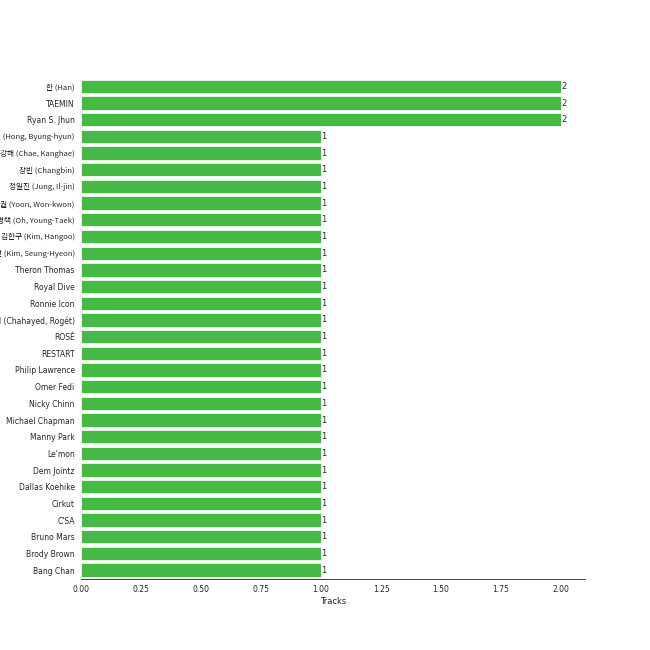 한 (Han) 2
TAEMIN 2
Ryan S. Jhun 2
(Hong, Byung-hyun) 1
강해 (Chae, Kanghae) 1
창빈 (Changbin) 1
정일진 (Jung, Il-jin) 1
(Yoon, Won-kwon) 1
영택 (Oh, Young-Taek) 1
김한구 (Kim, Hangoo) 1
(Kim, Seung-Hyeon) 1
Theron Thomas 1
Royal Dive 1
Ronnie Icon 1
(Chahayed, Rogét) 1
ROSÉ 1
RESTART 1
Philip Lawrence 1
Omer Fedi 1
Nicky Chinn 1
Michael Chapman 1
Manny Park 1
Le'mon 1
Dem Jointz 1
Dallas Koehike 1
Cirkut 1
C'SA 1
Bruno Mars 1
Brody Brown 1
Bang Chan 1
0.00 0.25 0.50 0.75 1.00 1.25 1.50 1.75 2.00
Tracks